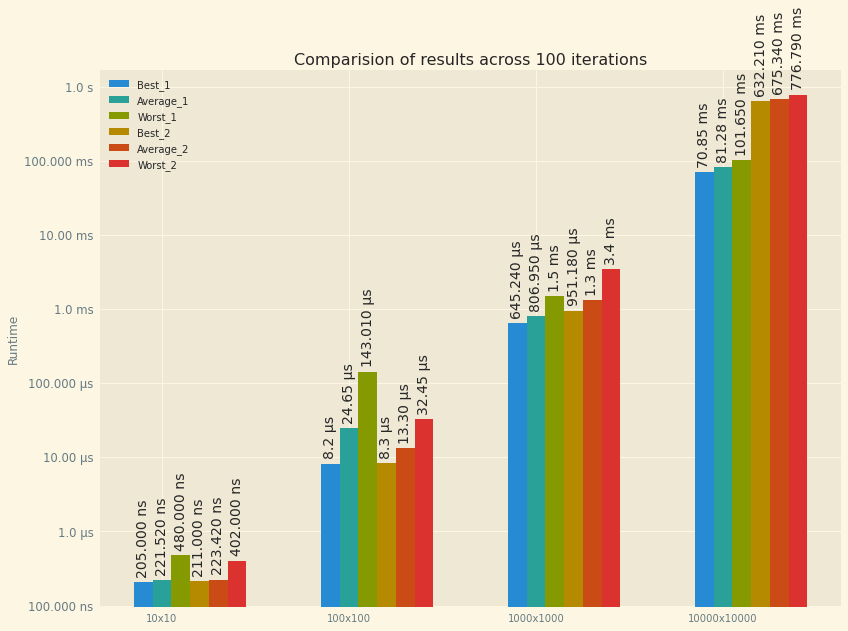 Comparision of results across 100 iterations
Runtime
1.0 s
100.000 ms
10.00 ms
1.0 ms
100.000 µs
10.00 µs
1.0 µs
100.000 ns
Best_1
Average_1
Worst_1
Best_2
Average_2
Worst_2
205.000 ns
221.520 ns
480.000 ns
211.000 ns
223.420 ns
402.000 ns
8.2 µs
24.65 µs
143.010 µs
8.3 µs
13.30 µs
32.45 µs
645.240 µs
806.950 µs
1.5 ms
951.180 µs
1.3 ms
3.4 ms
70.85 ms
81.28 ms
101.650 ms
632.210 ms
675.340 ms
776.790 ms
10x10
100x100
1000x1000
10000x10000